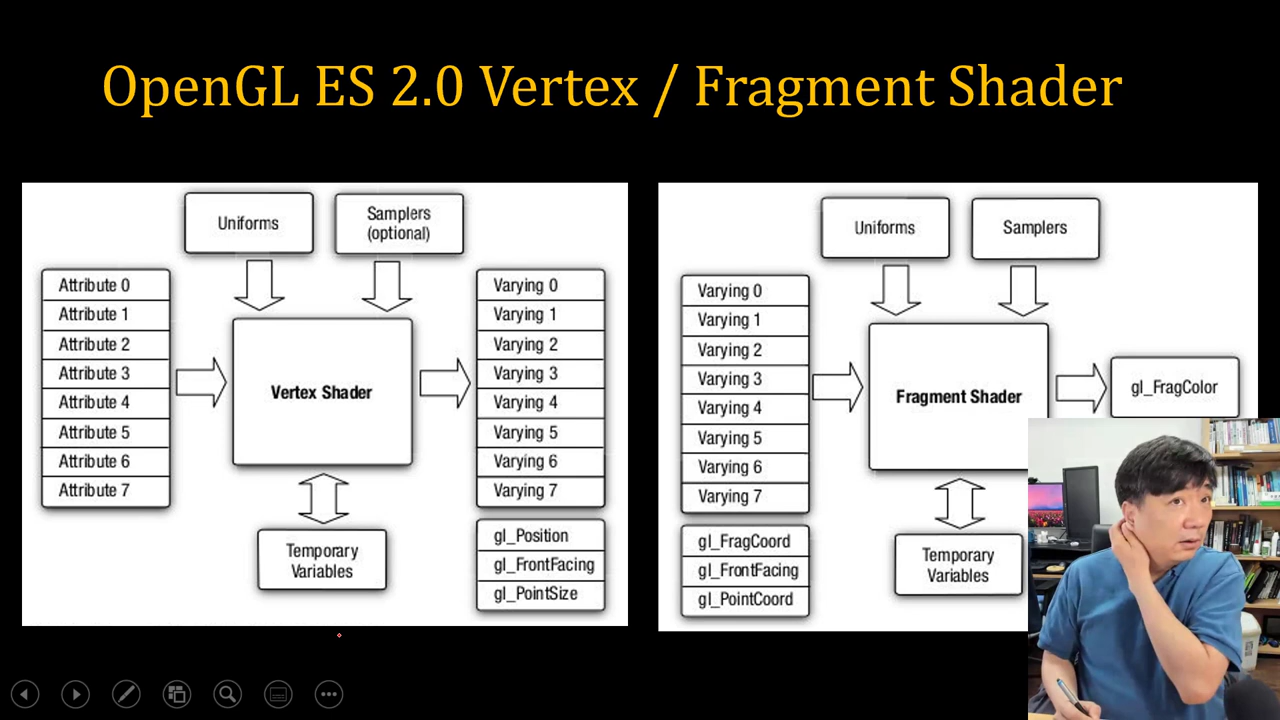 OpenGL ES 2.0 Vertex / Fragment Shader
Uniforms
Samplers
(optional)
Attribute 0
Attribute 1
Attribute 2
Attribute 3
Attribute 4
Attribute 5
Attribute 6
Attribute 7
Vertex Shader
Temporary
Variables
Varying 0
Varying 1
Varying 2
Varying 3
Varying 4
Varying 5
Varying 6
Varying 7
gl_Position
gl_FrontFacing
gl_PointSize
Uniforms
Samplers
Varying 0
Varying 1
Varying 2
Varying 3
Varying 4
Varying 5
Varying 6
Varying 7
gl_FragCoord
gl_FrontFacing
gl_PointCoord
Fragment Shader
Temporary
Variables
gl_FragColor